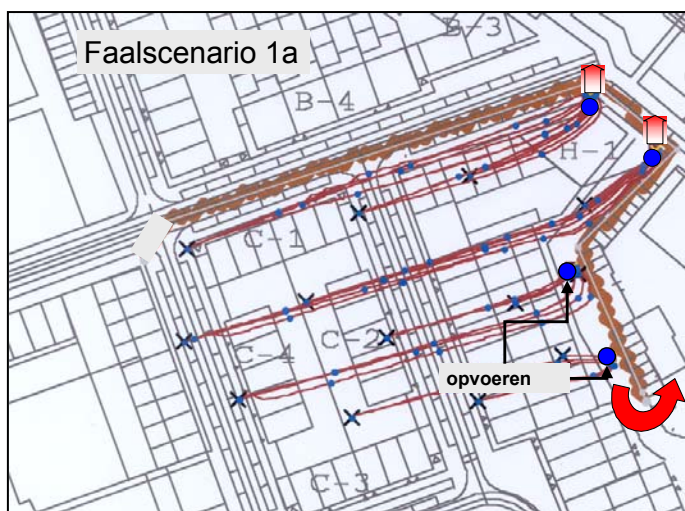 Faalscenario 1a
B-3
B-4
H-1
C-1
C-2
C-4
opvoeren
C-3